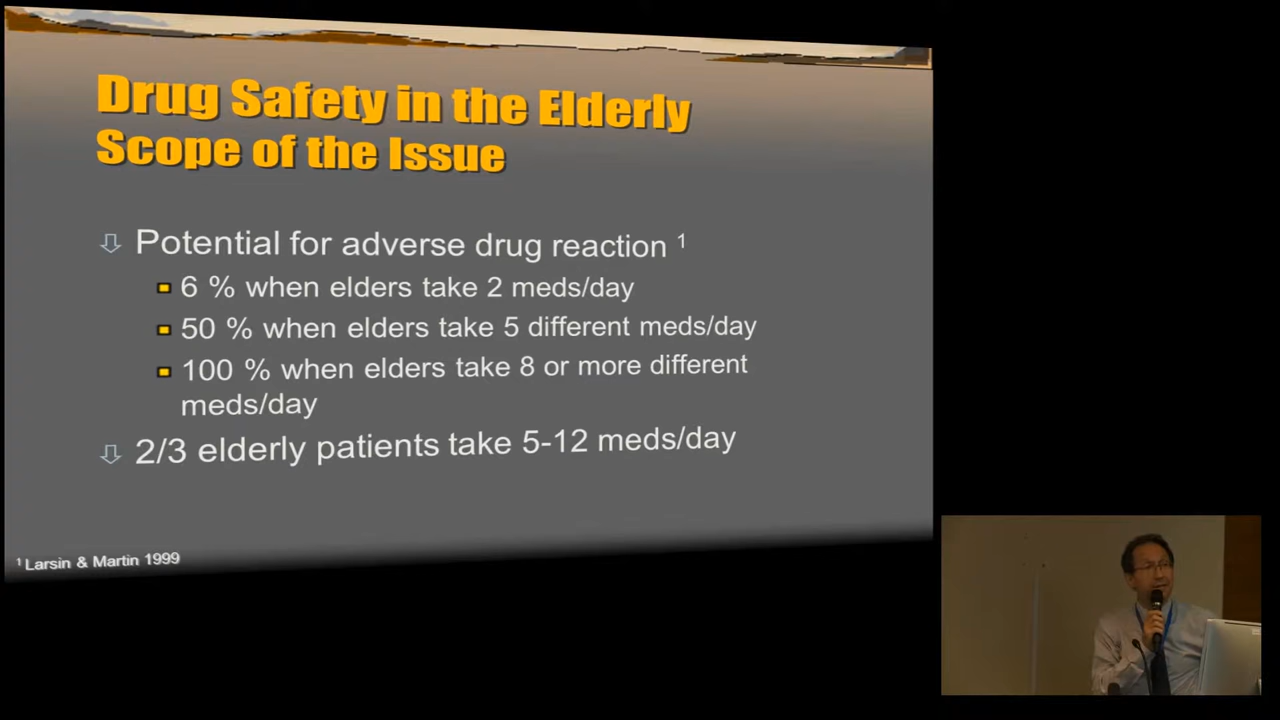 Drug Safety in the Elderly
Scope of the Issue
Potential for adverse drug reaction ¹
6 % when elders take 2 meds/day
50 % when elders take 5 different meds/day
100 % when elders take 8 or more different
meds/day
2/3 elderly patients take 5-12 meds/day
¹ Larsin & Martin 1999